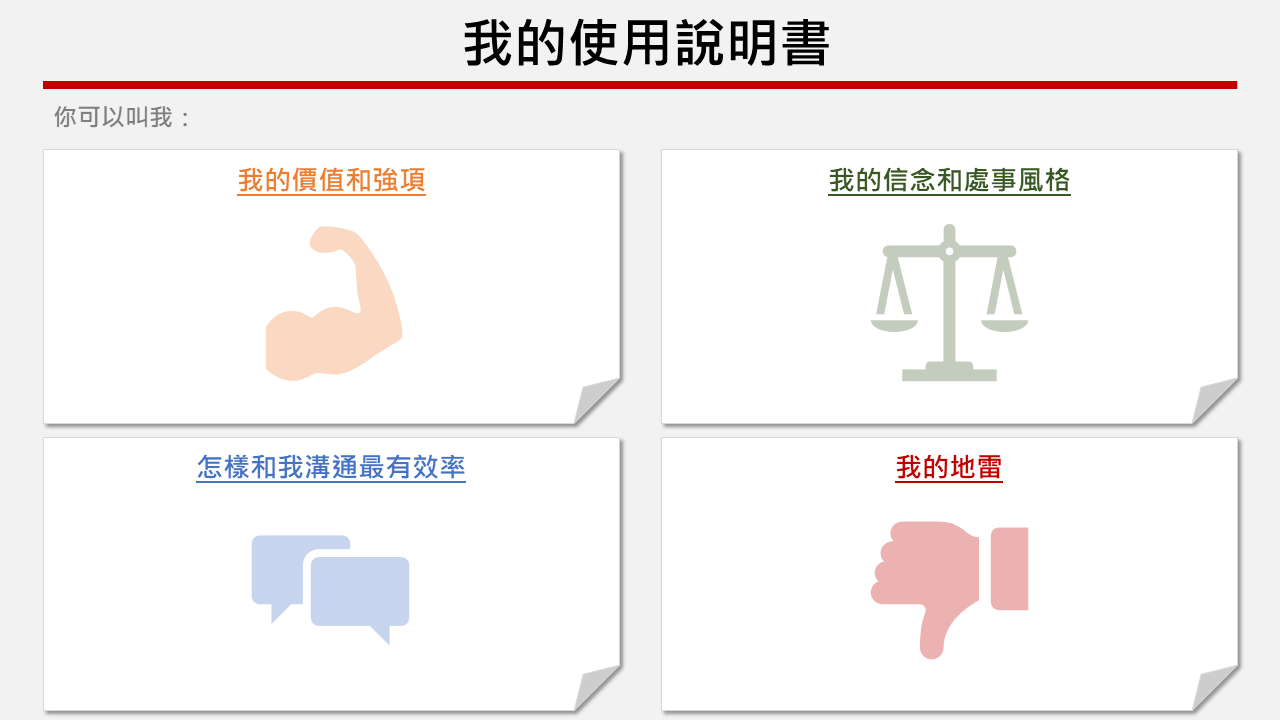 我的使用說明書
你可以叫我：
我的價值和強項
我的信念和處事風格
怎樣和我溝通最有效率
我的地雷